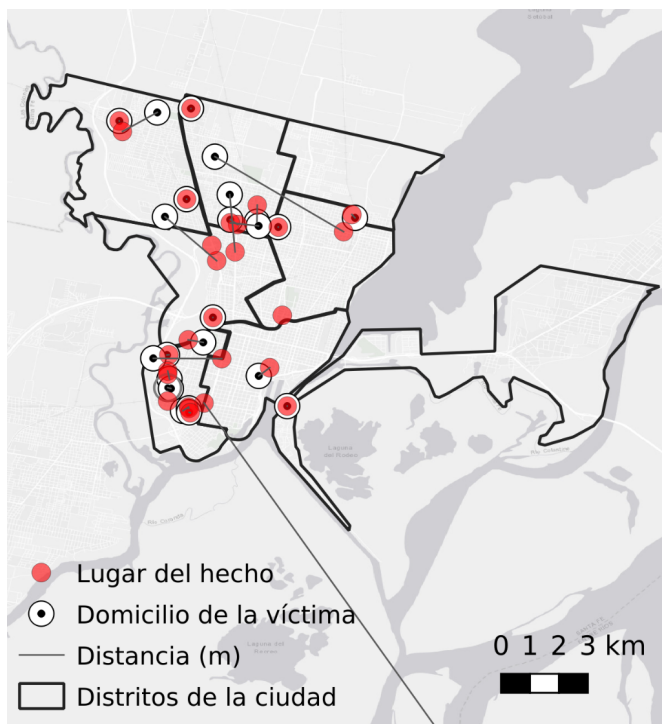 Lugar del hecho
Domicilio de la víctima
Distancia (m)
Distritos de la ciudad
0 1 2 3 km